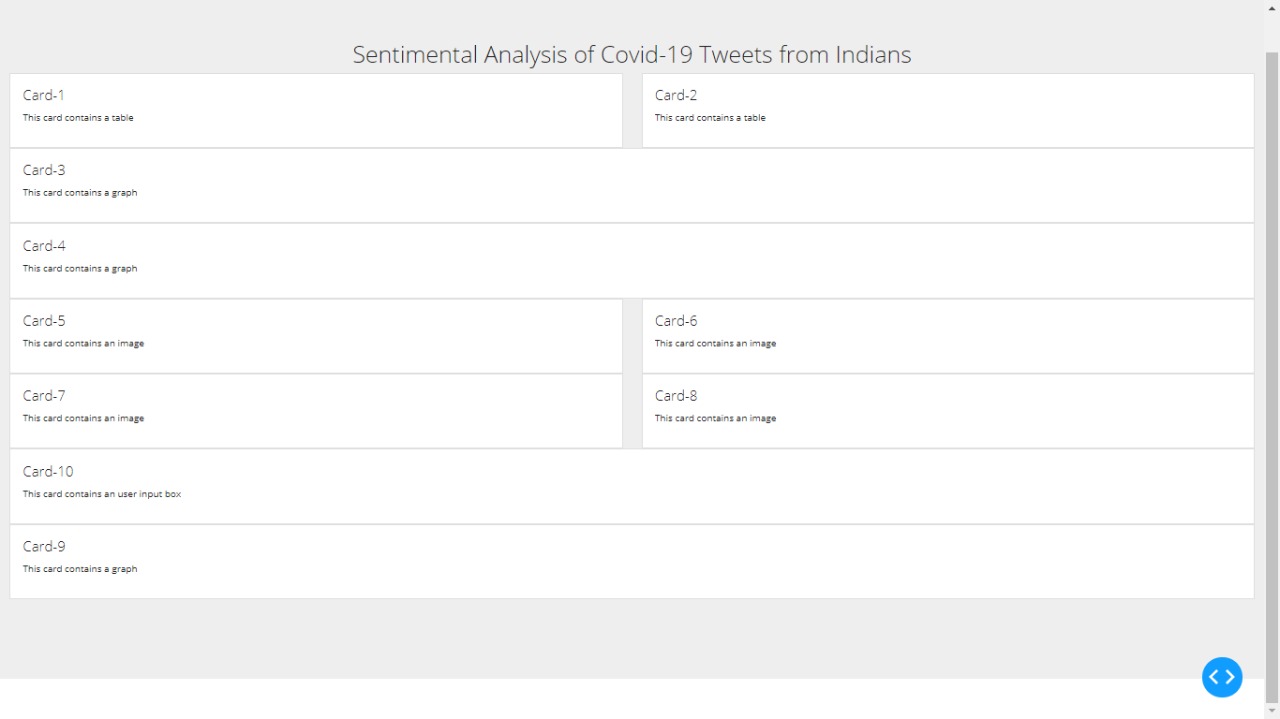 Sentimental Analysis of Covid-19 Tweets from Indians
Card-1
This card contains a table
Card-2
This card contains a table
Card-3
This card contains a graph
Card-4
This card contains a graph
Card-5
This card contains an image
Card-6
This card contains an image
Card-7
This card contains an image
Card-8
This card contains an image
Card-10
This card contains an user input box
Card-9
This card contains a graph